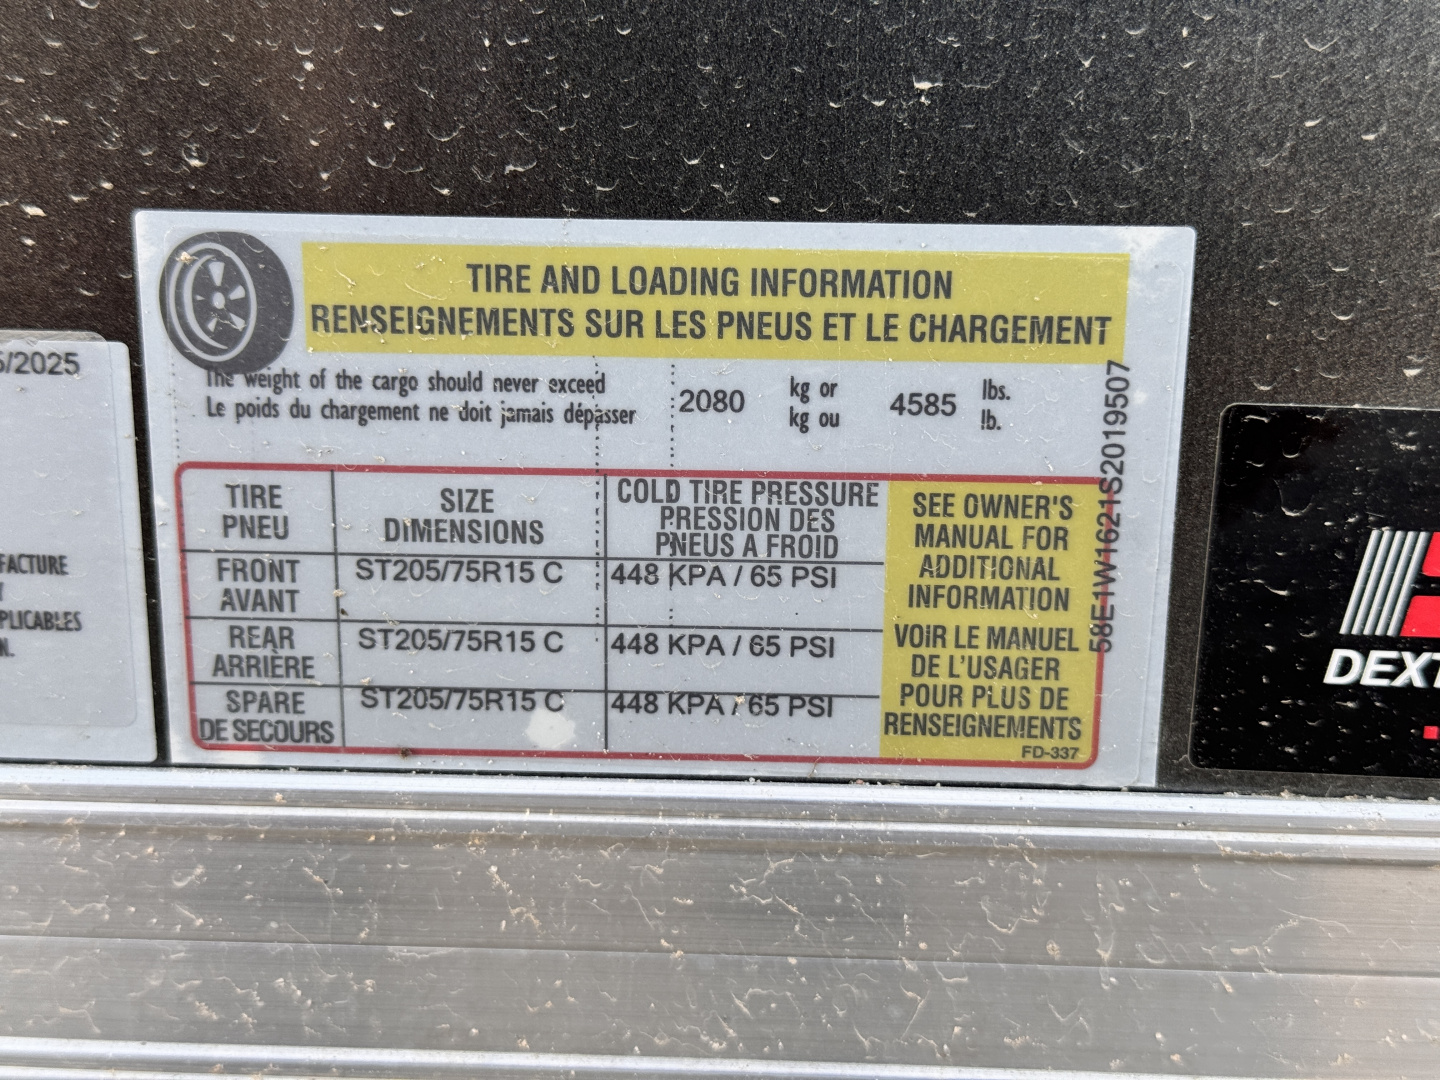 TIRE AND LOADING INFORMATION
RENSEIGNEMENTS SUR LES PNEUS ET LE CHARGEMENT
The weight of the cargo should never exceed 2080 kg or 4585 lbs.
Le poids du chargement ne doit jamais dépasser kg ou lb.
TIRE
PNEU
SIZE
DIMENSIONS
COLD TIRE PRESSURE
PRESSION DES
PNEUS A FROID
FRONT
AVANT
ST205/75R15 C
448 KPA / 65 PSI
REAR
ARRIÈRE
ST205/75R15 C
448 KPA / 65 PSI
SPARE
DE SECOURS
ST205/75R15 C
448 KPA / 65 PSI
SEE OWNER'S
MANUAL FOR
ADDITIONAL
INFORMATION
VOIR LE MANUEL
DE L'USAGER
POUR PLUS DE
RENSEIGNEMENTS
FD-337
58E1W1621S2019507
/2025
FACTURE
PLICABLES
N.
DEXT